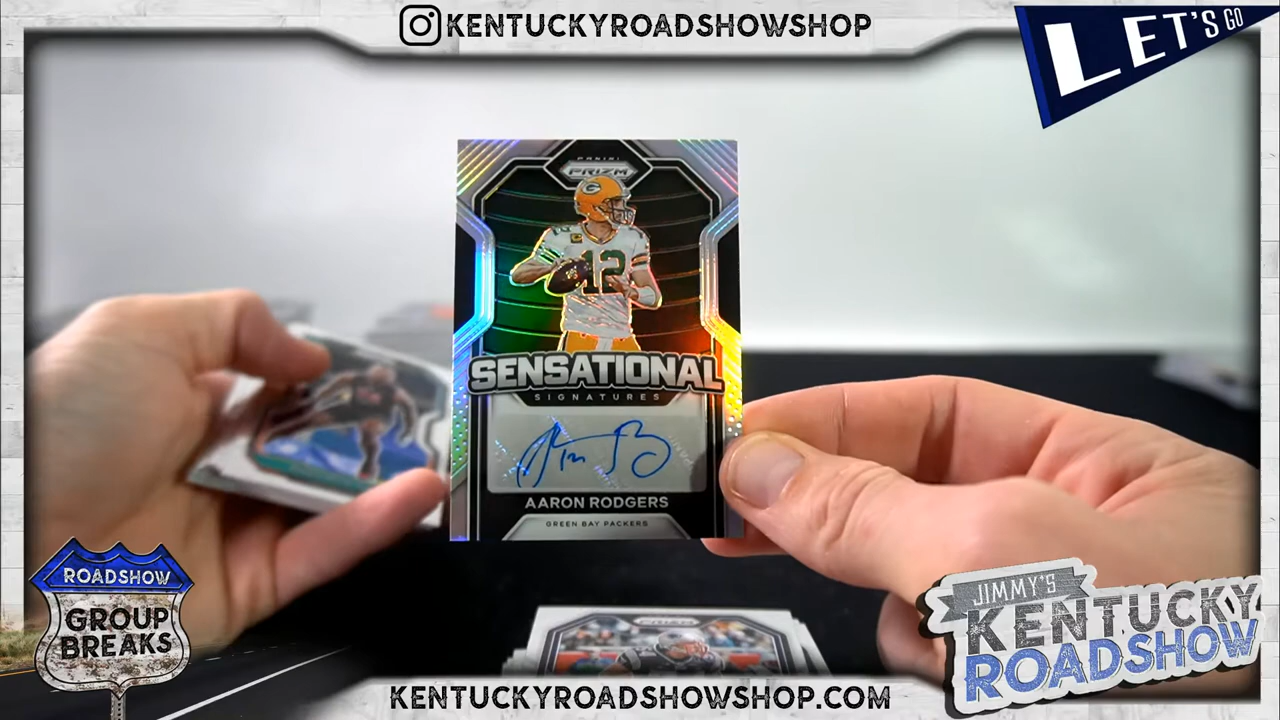 KENTUCKYROADSHOWSHOP
LET'S GO
PANINI
PRIZM
12
SENSATIONAL
SIGNATURES
AARON RODGERS
GREEN BAY PACKERS
PRIZM
ROADSHOW
GROUP
BREAKS
JIMMY'S
KENTUCKY
ROADSHOW
KENTUCKYROADSHOWSHOP.COM